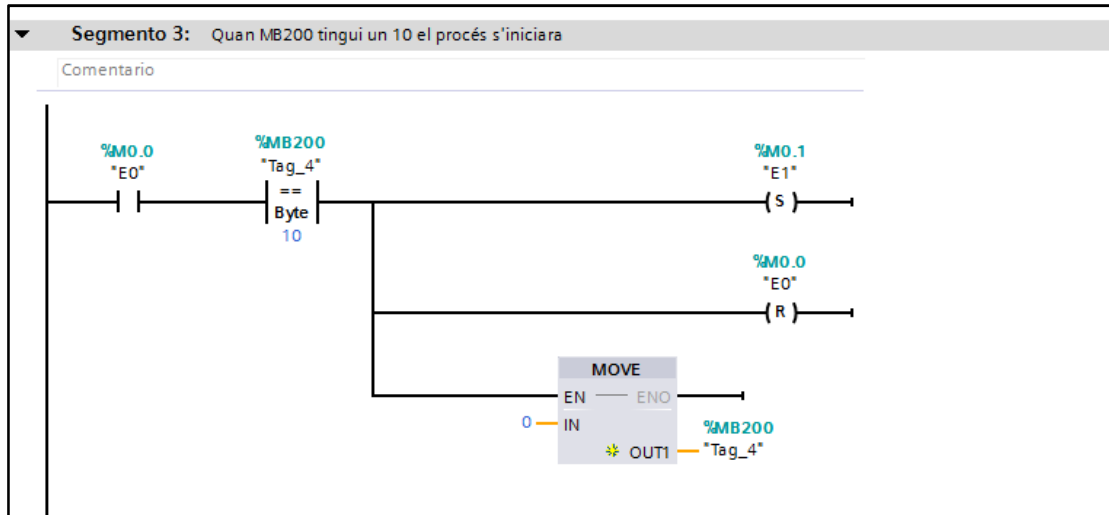 Segmento 3: Quan MB200 tingui un 10 el procés s'iniciara
Comentario
%M0.0
"E0"
%MB200
"Tag_4"
==
Byte
10
%M0.1
"E1"
S
%M0.0
"E0"
R
MOVE
EN ENO
0 IN
OUT1
%MB200
"Tag_4"